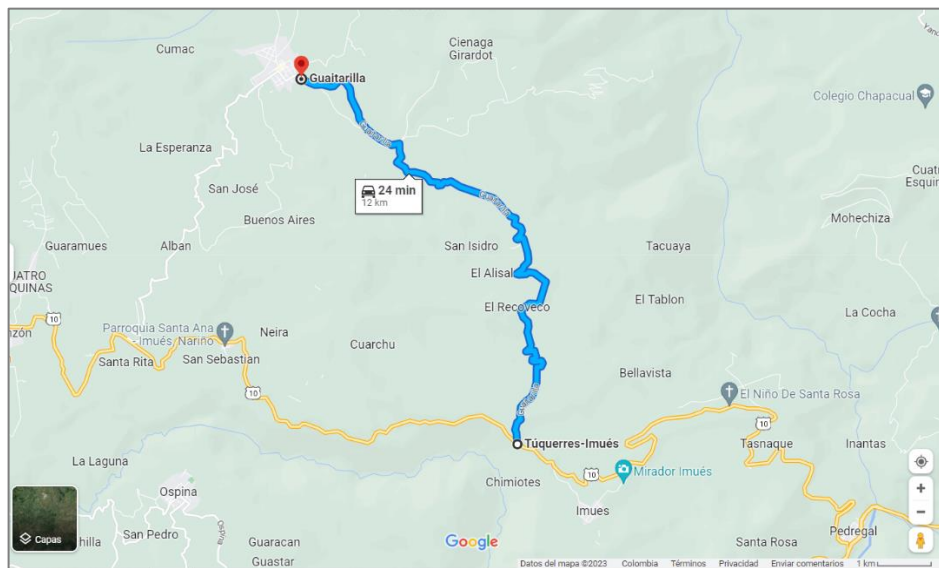 Cumac
Cienaga
Girardot
Guaitarilla
Colegio Chapacual
La Esperanza
24 min
12 km
San José
Buenos Aires
Mohechiza
Guaramues
Alban
San Isidro
Tacuaya
El Alisal
El Recoveco
El Tablon
La Cocha
10
Parroquia Santa Ana
- Imués, Nariño
Neira
Santa Rita
San Sebastian
Cuarchu
Bellavista
10
El Niño De Santa Rosa
10
Túquerres-Imués
Tasnaque
Inantas
La Laguna
10
Mirador Imués
Chimiotes
Ospina
Imues
Capas
San Pedro
Ospina
Guaracan
Guastar
Google
Santa Rosa
Pedregal
10
Datos del mapa ©2023 Colombia Términos Privacidad Enviar comentarios 1 km